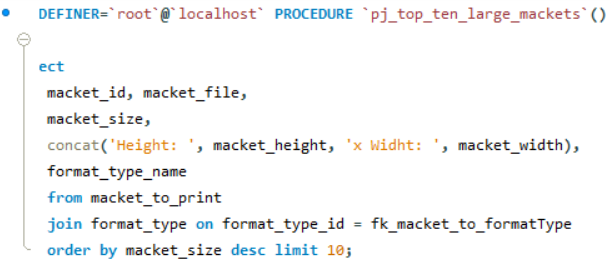 DEFINER=`root`@`localhost` PROCEDURE `pj_top_ten_large_mackets`()
ect
macket_id, macket_file,
macket_size,
concat('Height: ', macket_height, 'x Widht: ', macket_width),
format_type_name
from macket_to_print
join format_type on format_type_id = fk_macket_to_formatType
order by macket_size desc limit 10;